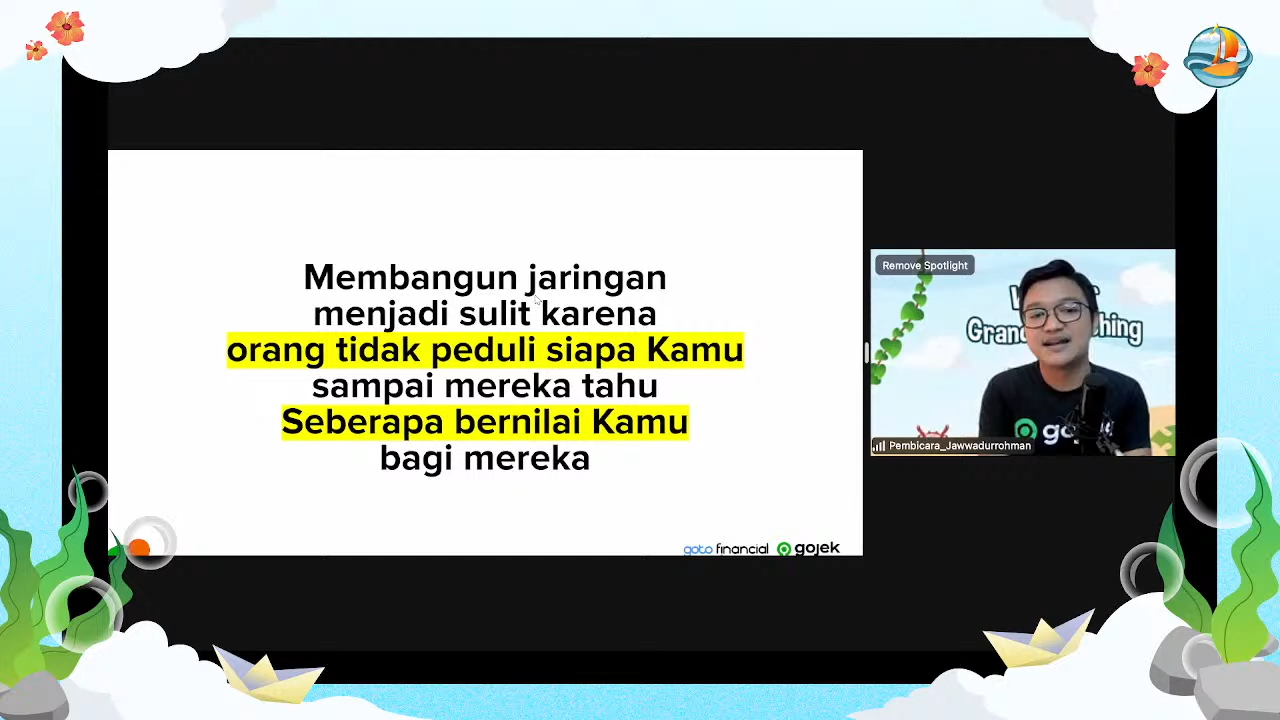 Membangun jaringan
menjadi sulit karena
orang tidak peduli siapa Kamu
sampai mereka tahu
Seberapa bernilai Kamu
bagi mereka
goto financial gojek
Remove Spotlight
Pembicara_Jawwadurrohman